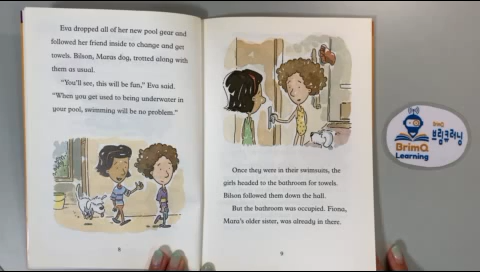 Eva dropped all of her new pool gear and
followed her friend inside to change and get
towels. Bilson, Maras dog, trotted along with
them as usual.
"You'll see, this will be fun," Eva said.
"When you get used to being underwater in
your pool, swimming will be no problem."
8
Once they were in their swimsuits, the
girls headed to the bathroom for towels.
Bilson followed them down the hall.
But the bathroom was occupied. Fiona,
Mara's older sister, was already in there.
9
BrimQ
브림큐러닝
BrimQ
Learning